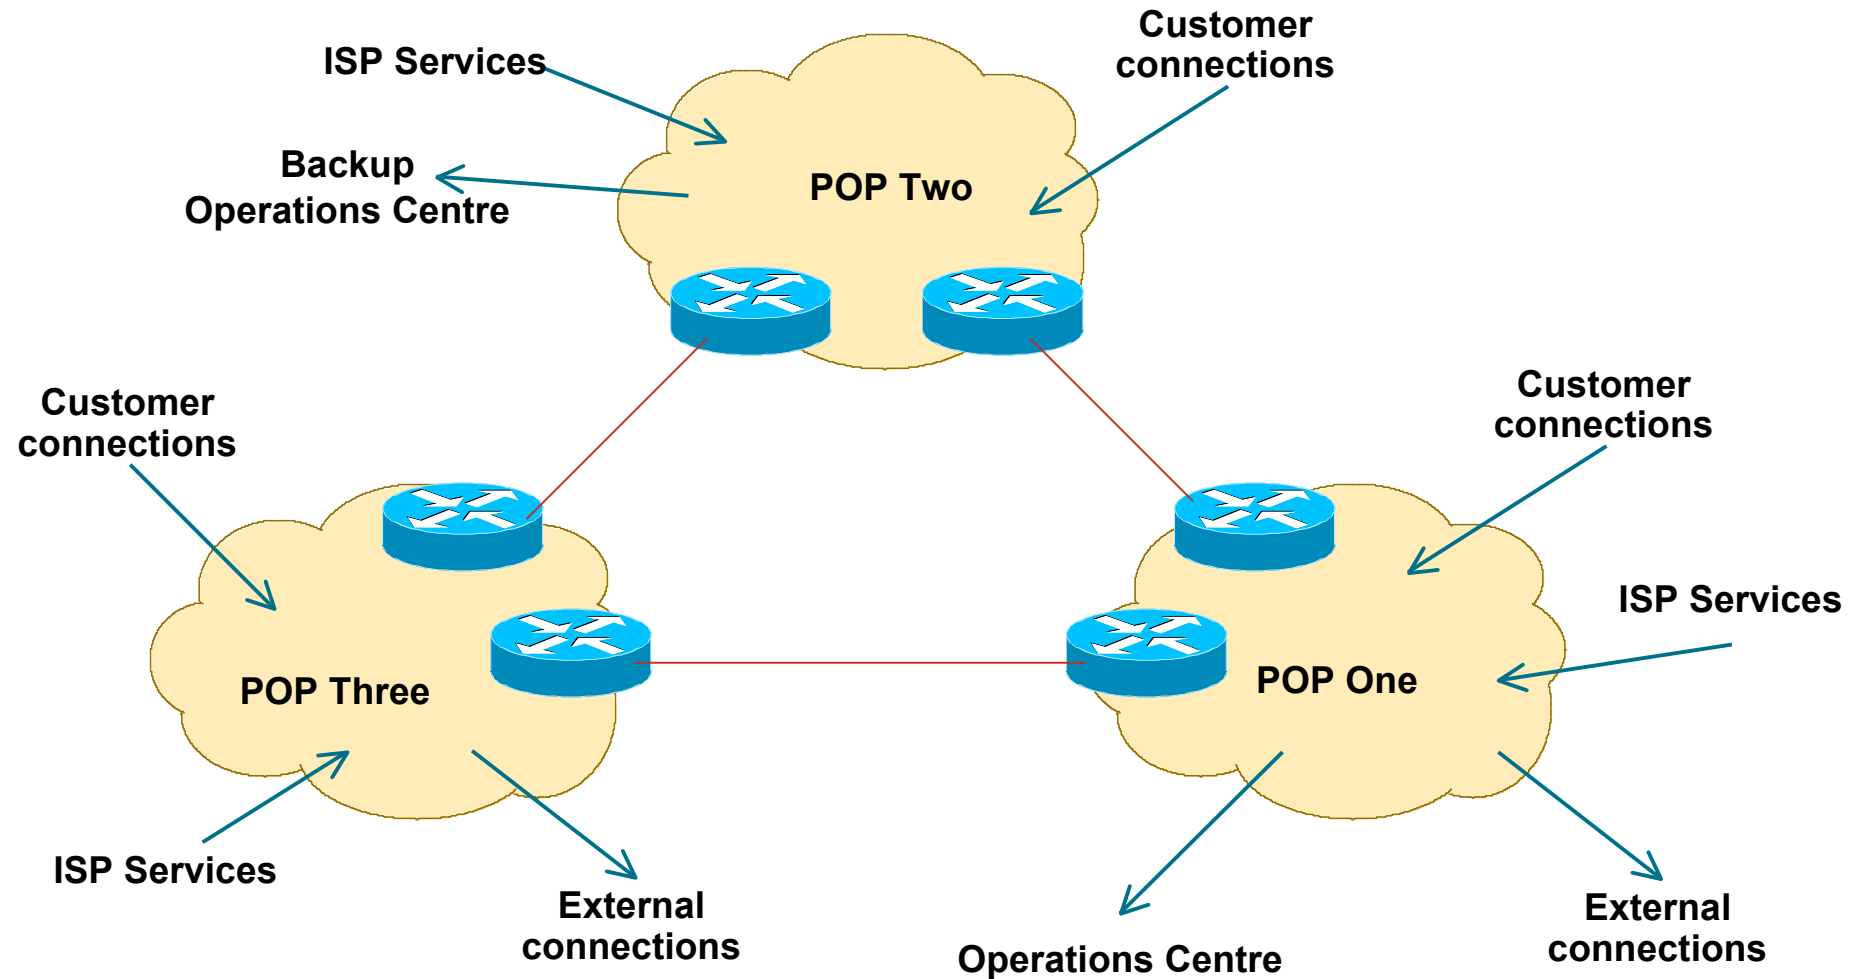 Customer
connections
ISP Services
Backup
Operations Centre
POP Two
Customer
connections
Customer
connections
ISP Services
POP Three
POP One
ISP Services
External
connections
Operations Centre
External
connections